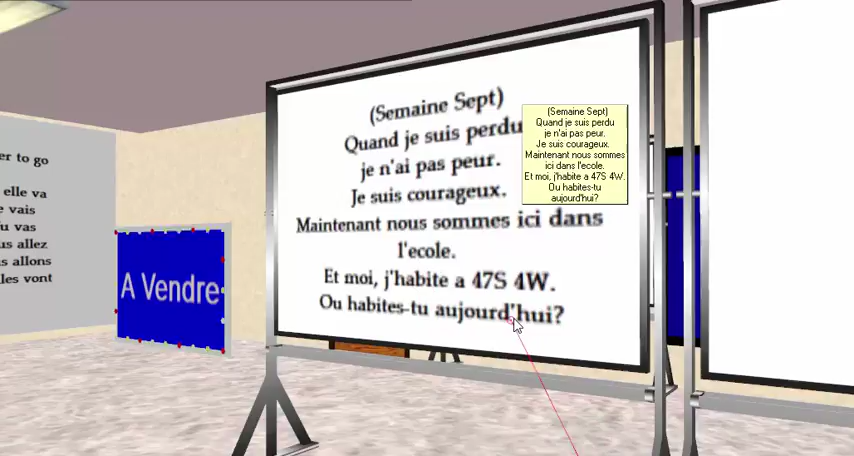 er to go
elle va
e vais
u vas
us allez
s allons
les vont
A Vendre
(Semaine Sept)
Quand je suis perdu
je n'ai pas peur.
Je suis courageux.
Maintenant nous sommes ici dans
l'ecole.
Et moi, j'habite a 47S 4W.
Ou habites-tu aujourd'hui?
(Semaine Sept)
Quand je suis perdu
je n'ai pas peur.
Je suis courageux.
Maintenant nous sommes
ici dans l'ecole.
Et moi, j'habite a 47S 4W.
Ou habites-tu
aujourd'hui?